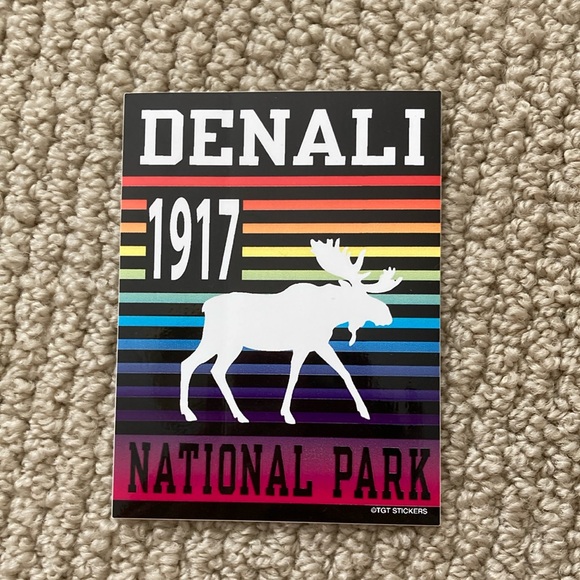 DENALI
1917
NATIONAL PARK
©TGT STICKERS